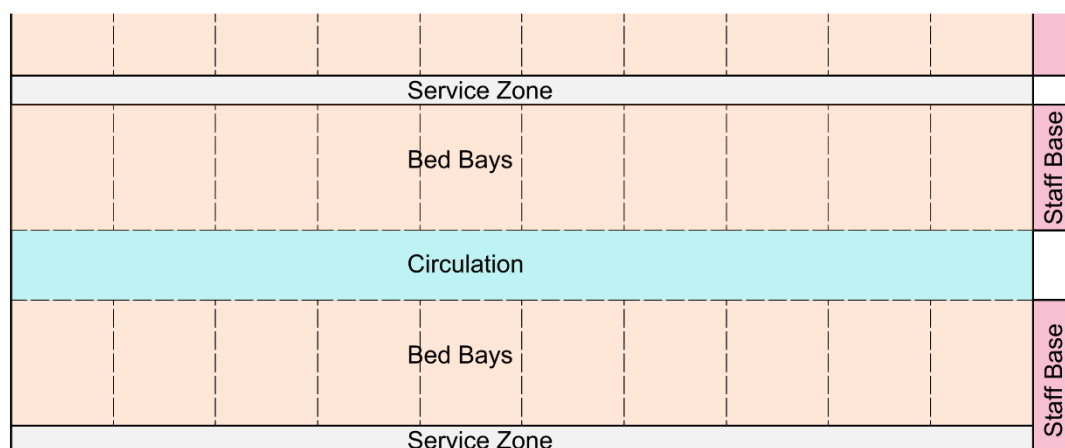 Service Zone
Bed Bays
Staff Base
Circulation
Bed Bays
Staff Base
Service Zone